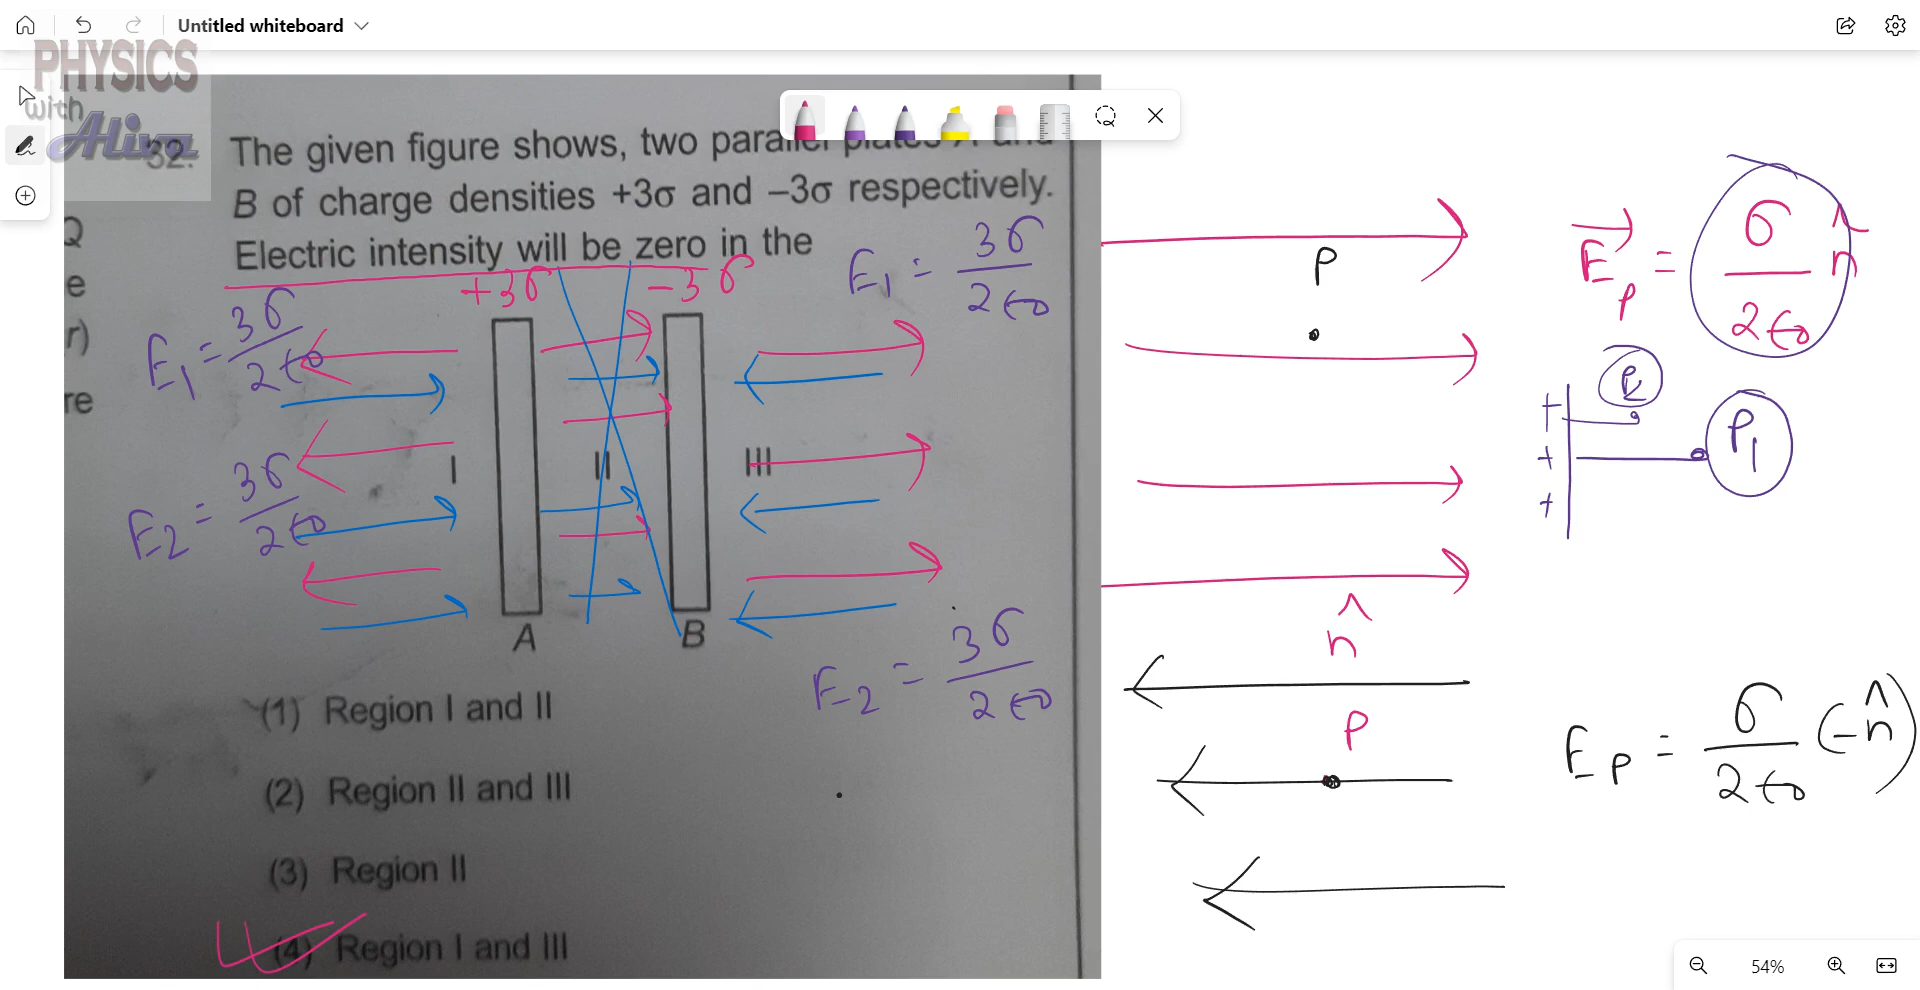 Untitled whiteboard
PHYSICS
with
Alive
32.
The given figure shows, two parallel plates A and
B of charge densities +3σ and –3σ respectively.
Electric intensity will be zero in the
Q
e
r)
re
+3σ
-3σ
E₁ = 3σ/2ϵ₀
E₁ = 3σ/2ϵ₀
E₂ = 3σ/2ϵ₀
E₂ = 3σ/2ϵ₀
I
II
III
A
B
(1) Region I and II
(2) Region II and III
(3) Region II
(4) Region I and III
P
E⃗p = σ/2ϵ₀ n̂
P₁
+
+
+
n̂
P
Ep = σ/2ϵ₀ (-n̂)
54%